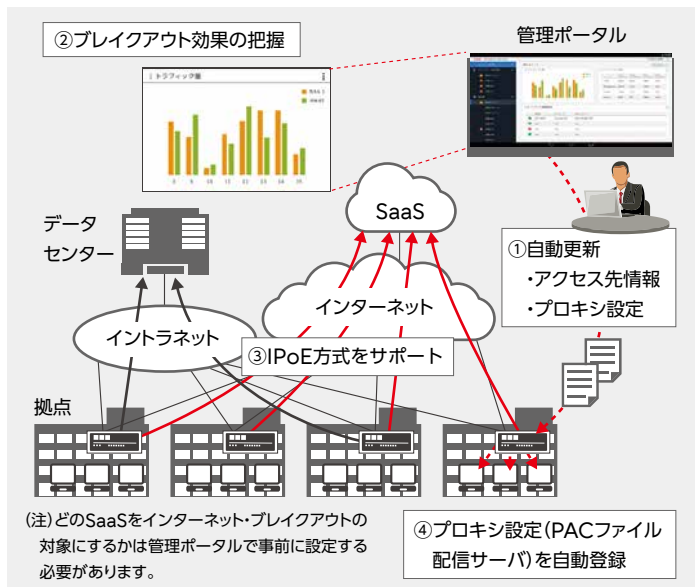 ②ブレイクアウト効果の把握
管理ポータル
トラフィック量
8
9
10
12
22
23
24
25
SaaS
データ
センター
①自動更新
・アクセス先情報
・プロキシ設定
インターネット
イントラネット
③IPoE方式をサポート
拠点
(注)どのSaaSをインターネット・ブレイクアウトの
対象にするかは管理ポータルで事前に設定する
必要があります。
④プロキシ設定(PACファイル
配信サーバ)を自動登録